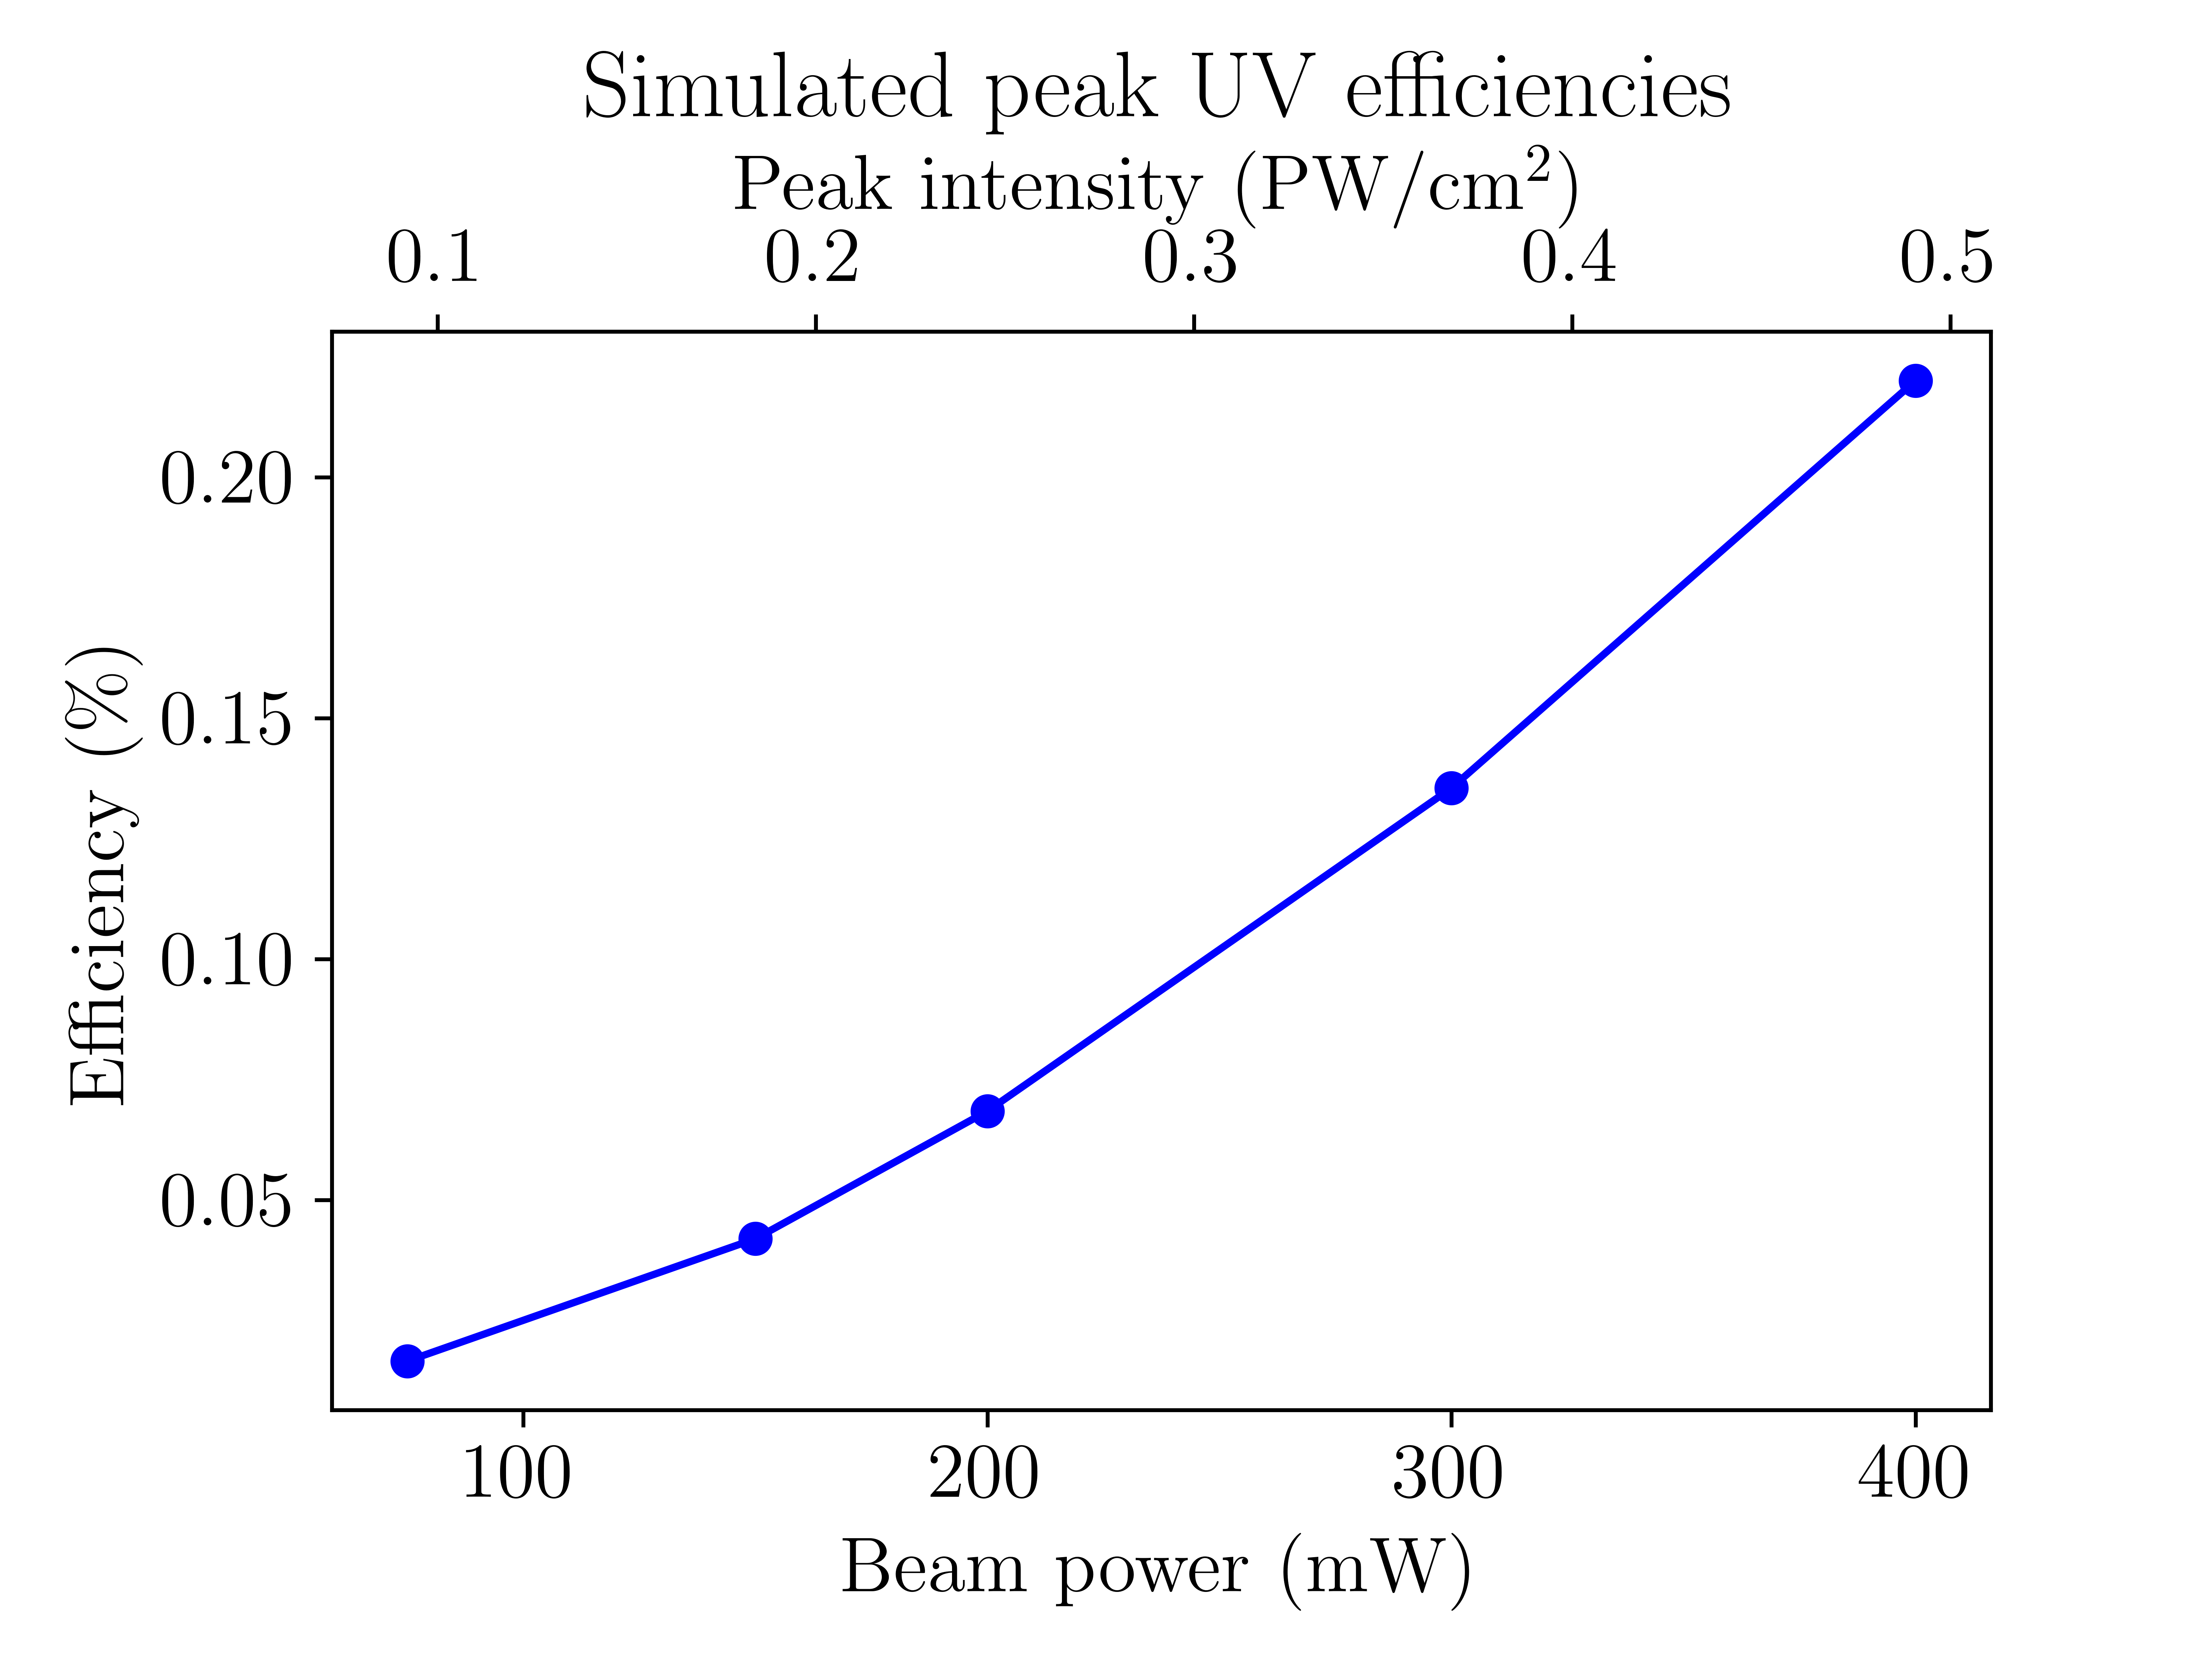 Simulated peak UV efficiencies
Peak intensity (PW/cm²)
0.1 0.2 0.3 0.4 0.5
0.20
0.15
0.10
0.05
Efficiency (%)
100 200 300 400
Beam power (mW)